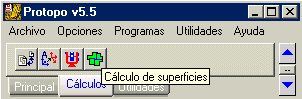 Protopo v5.5
Archivo Opciones Programas Utilidades Ayuda
Cálculo de superficies
Principal Cálculos Utilidades